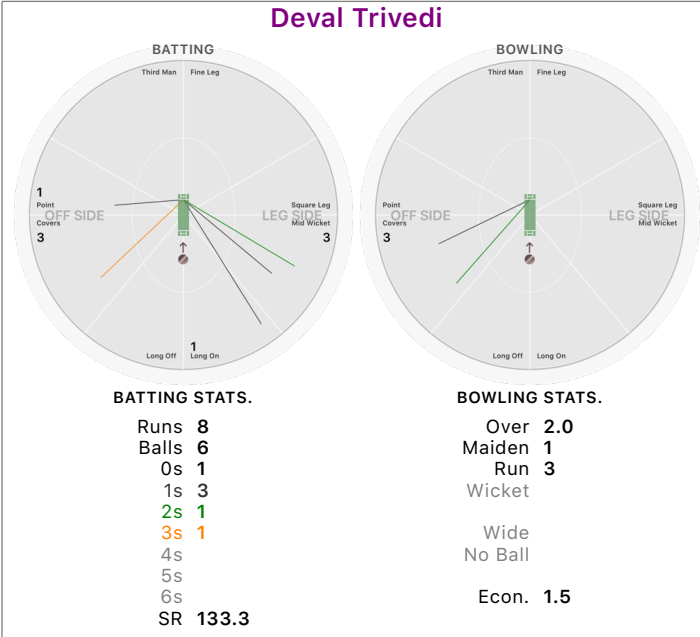 Deval Trivedi
BATTING
Third Man Fine Leg
1
Point
OFF SIDE
Covers
3
Square Leg
LEG SIDE
Mid Wicket
3
1
Long Off Long On
BOWLING
Third Man Fine Leg
Point
OFF SIDE
Covers
3
Square Leg
LEG SIDE
Mid Wicket
Long Off Long On
BATTING STATS.
Runs 8
Balls 6
0s 1
1s 3
2s 1
3s 1
4s
5s
6s
SR 133.3
BOWLING STATS.
Over 2.0
Maiden 1
Run 3
Wicket
Wide
No Ball
Econ. 1.5